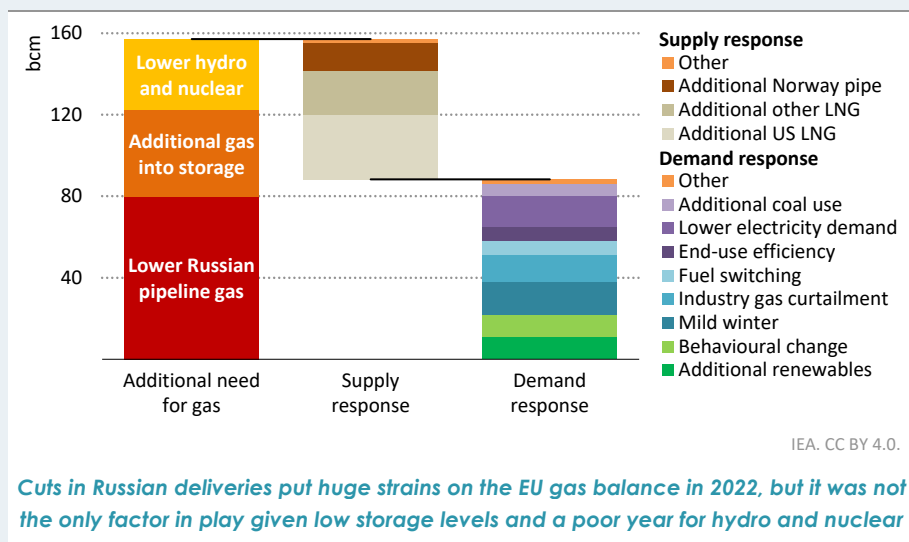 160
120
80
40
bcm
Lower hydro
and nuclear
Additional gas
into storage
Lower Russian
pipeline gas
Additional need
for gas
Supply
response
Demand
response
Supply response
Other
Additional Norway pipe
Additional other LNG
Additional US LNG
Demand response
Other
Additional coal use
Lower electricity demand
End-use efficiency
Fuel switching
Industry gas curtailment
Mild winter
Behavioural change
Additional renewables
IEA. CC BY 4.0.
Cuts in Russian deliveries put huge strains on the EU gas balance in 2022, but it was not
the only factor in play given low storage levels and a poor year for hydro and nuclear